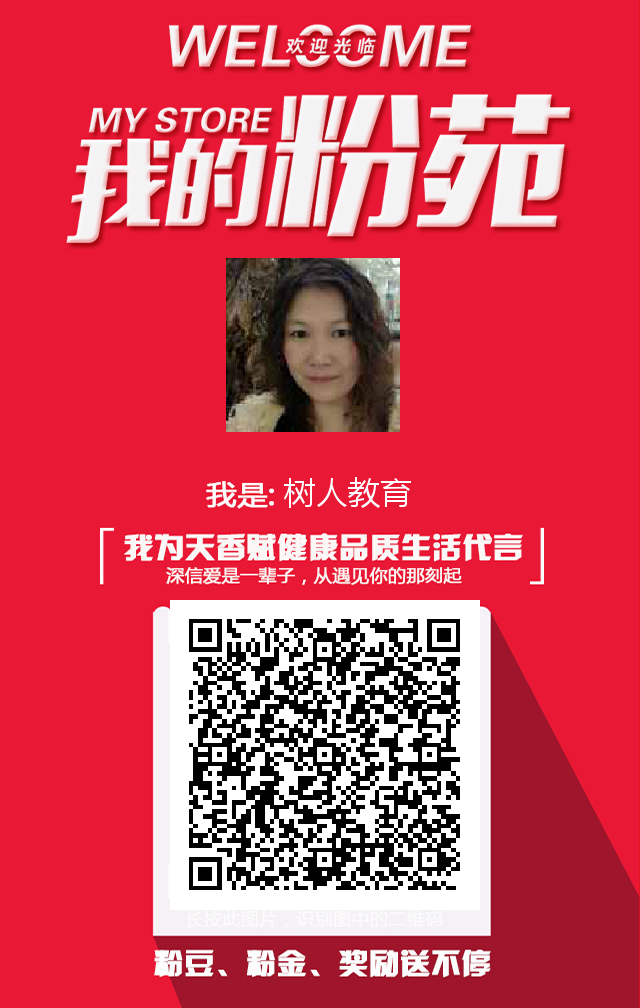 WELCOME
欢迎光临
MY STORE
我的粉苑
我是: 树人教育
我为天香赋健康品质生活代言
深信爱是一辈子，从遇见你的那刻起
长按此图片，识别图中的二维码
粉豆、粉金、奖励送不停